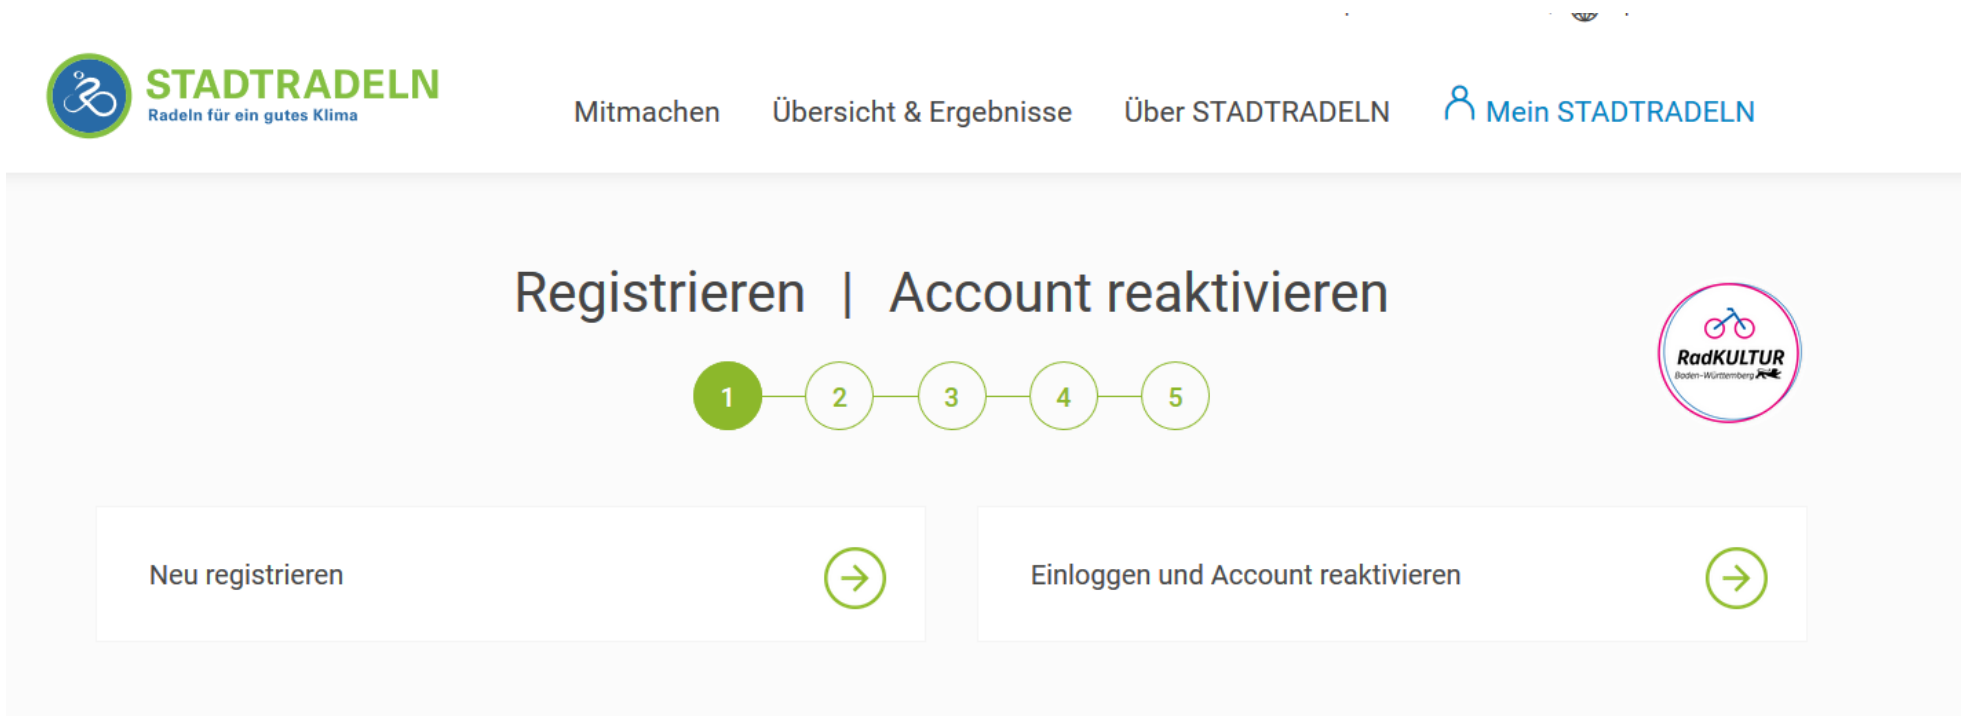 STADTRADELN
Radeln für ein gutes Klima
Mitmachen Übersicht & Ergebnisse Über STADTRADELN Mein STADTRADELN
Registrieren | Account reaktivieren
1 2 3 4 5
RadKULTUR
Baden-Württemberg
Neu registrieren
Einloggen und Account reaktivieren